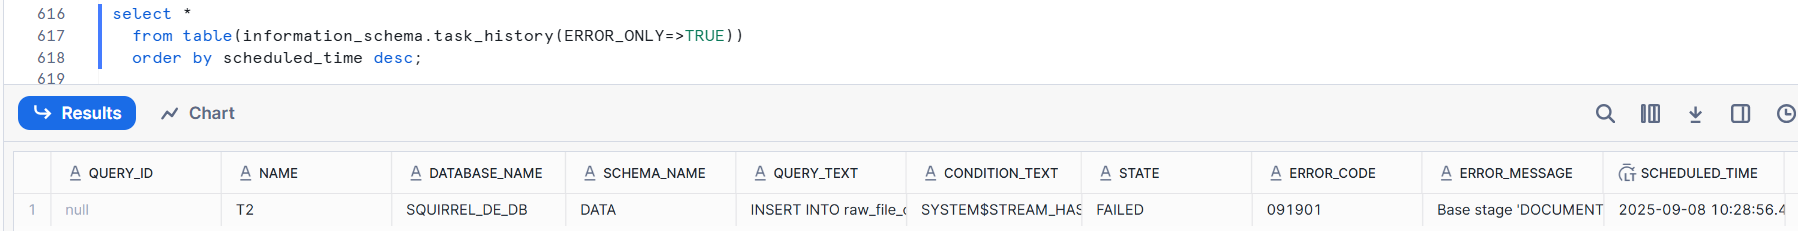 616 select *
617 from table(information_schema.task_history(ERROR_ONLY=>TRUE))
618 order by scheduled_time desc;
619
Results Chart
QUERY_ID NAME DATABASE_NAME SCHEMA_NAME QUERY_TEXT CONDITION_TEXT STATE ERROR_CODE ERROR_MESSAGE SCHEDULED_TIME
1 null T2 SQUIRREL_DE_DB DATA INSERT INTO raw_file_ SYSTEM$STREAM_HAS FAILED 091901 Base stage 'DOCUMENT 2025-09-08 10:28:56.4